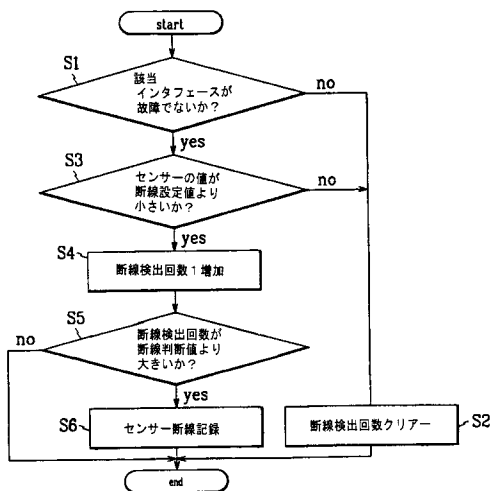 start
S1
該当
インタフェースが
故障でないか？
no
yes
S3
センサーの値が
断線設定値より
小さいか？
no
yes
S4
断線検出回数1増加
S5
断線検出回数が
断線判断値より
大きいか？
no
yes
S6
センサー断線記録
断線検出回数クリアー
S2
end